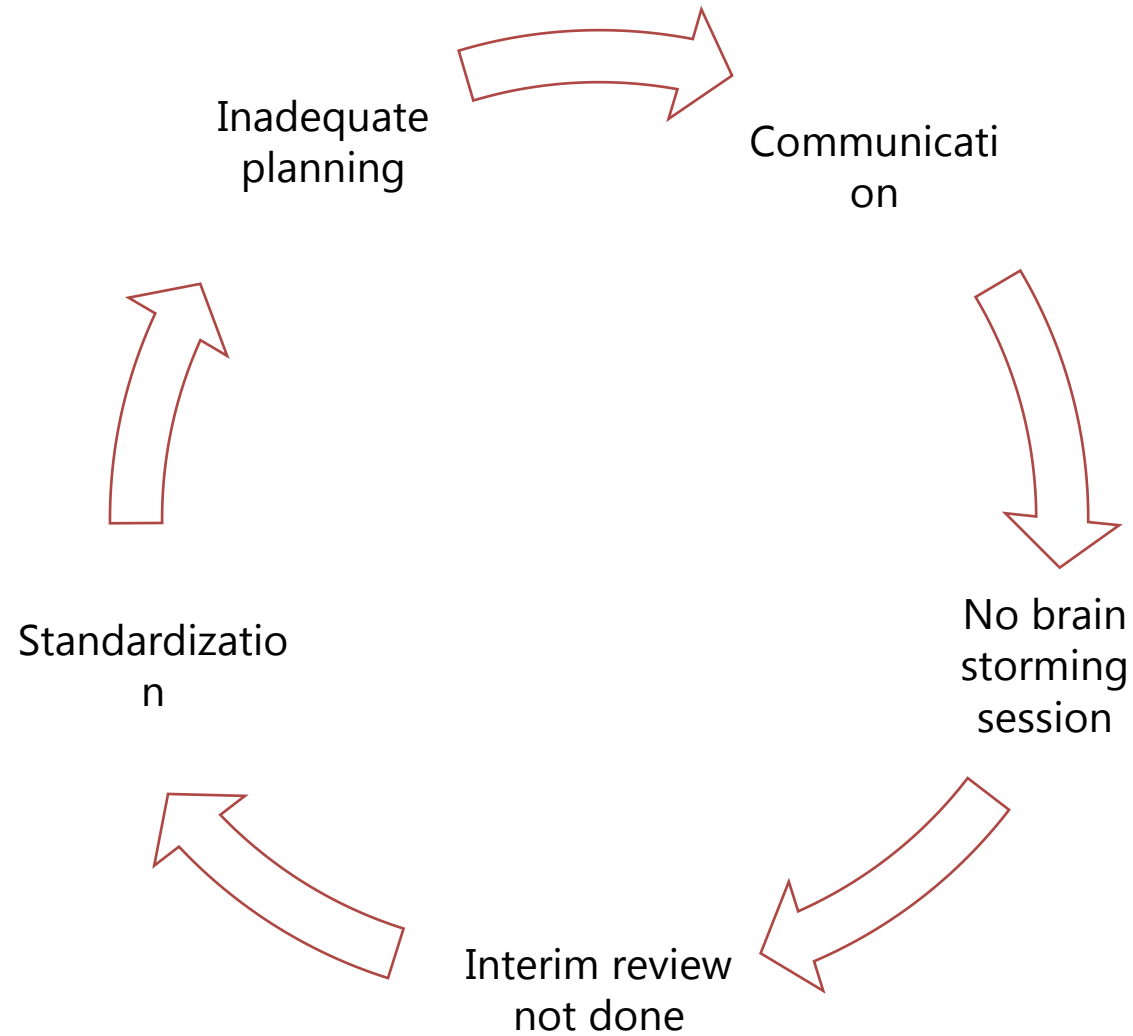 Inadequate
planning
Communicati
on
No brain
storming
session
Interim review
not done
Standardizatio
n